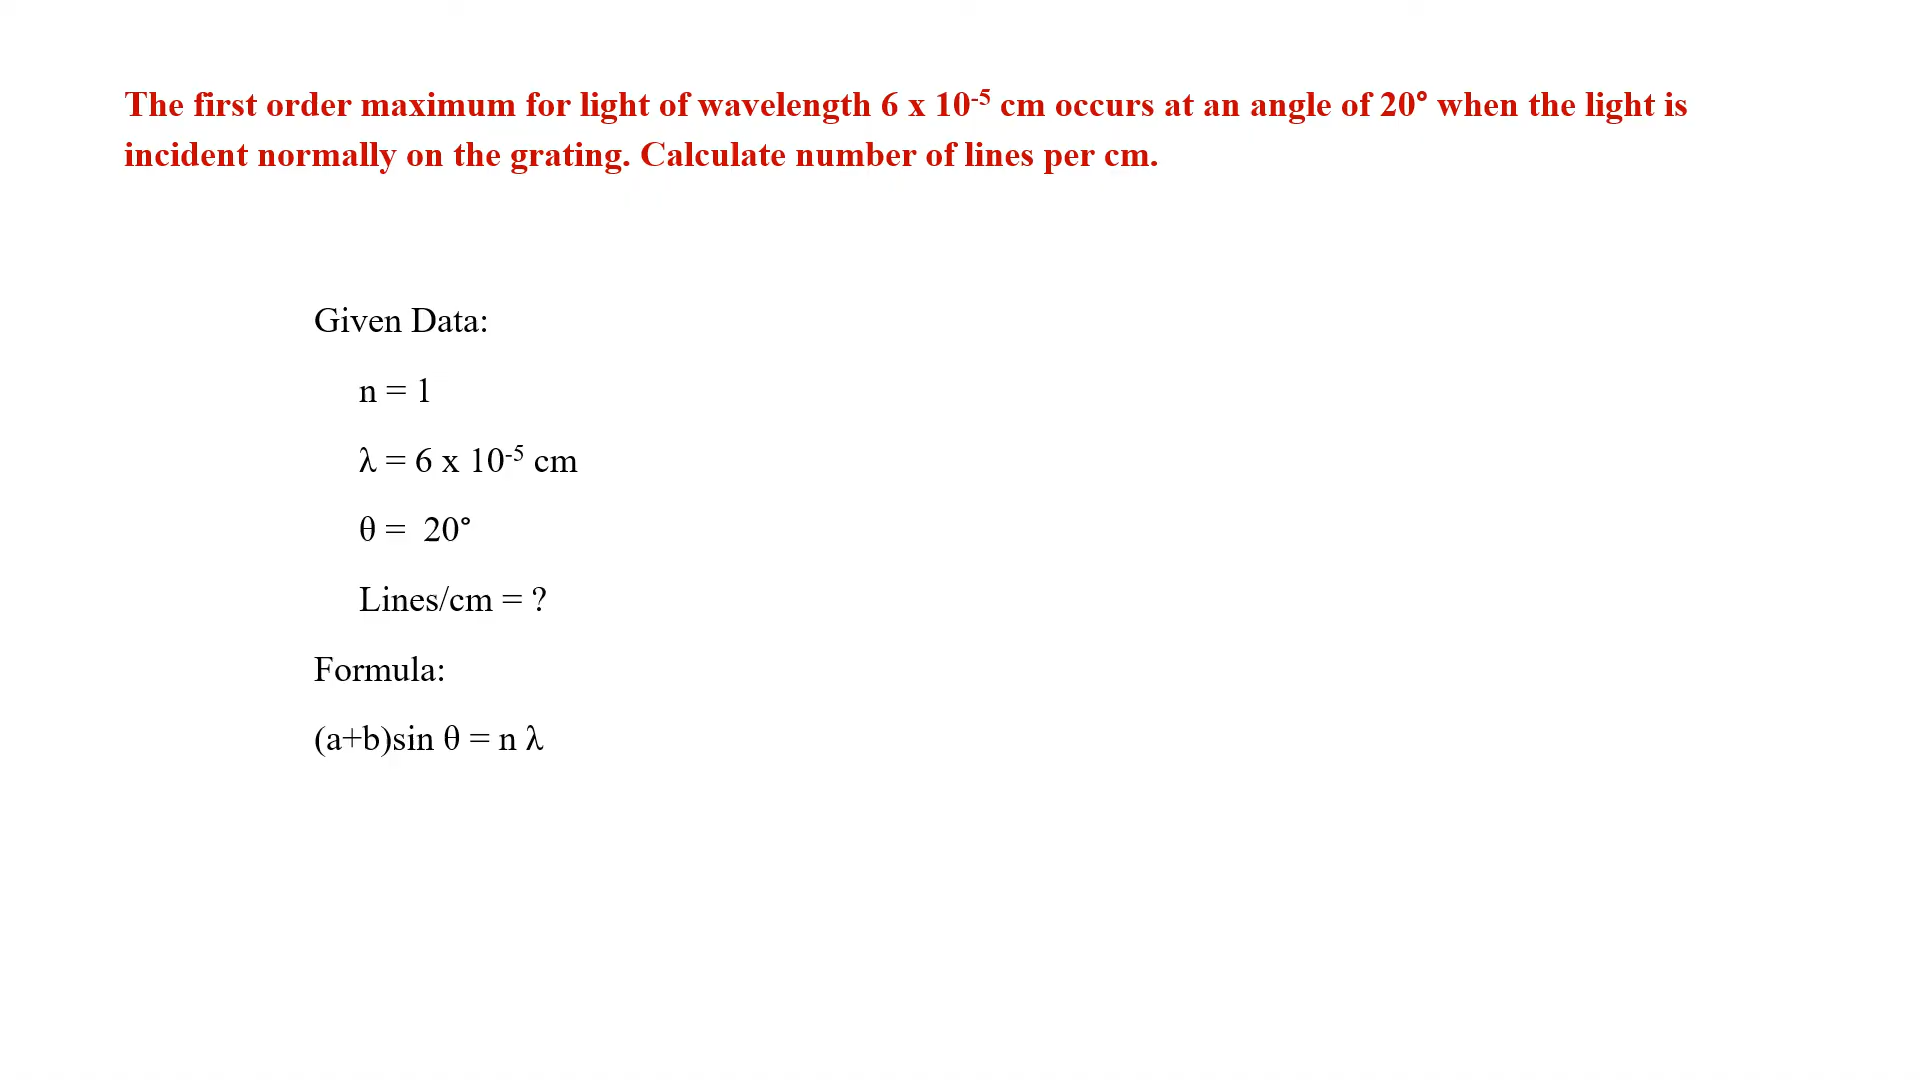 The first order maximum for light of wavelength 6 x 10⁻⁵ cm occurs at an angle of 20° when the light is
incident normally on the grating. Calculate number of lines per cm.
Given Data:
n = 1
λ = 6 x 10⁻⁵ cm
θ = 20°
Lines/cm = ?
Formula:
(a+b)sin θ = n λ